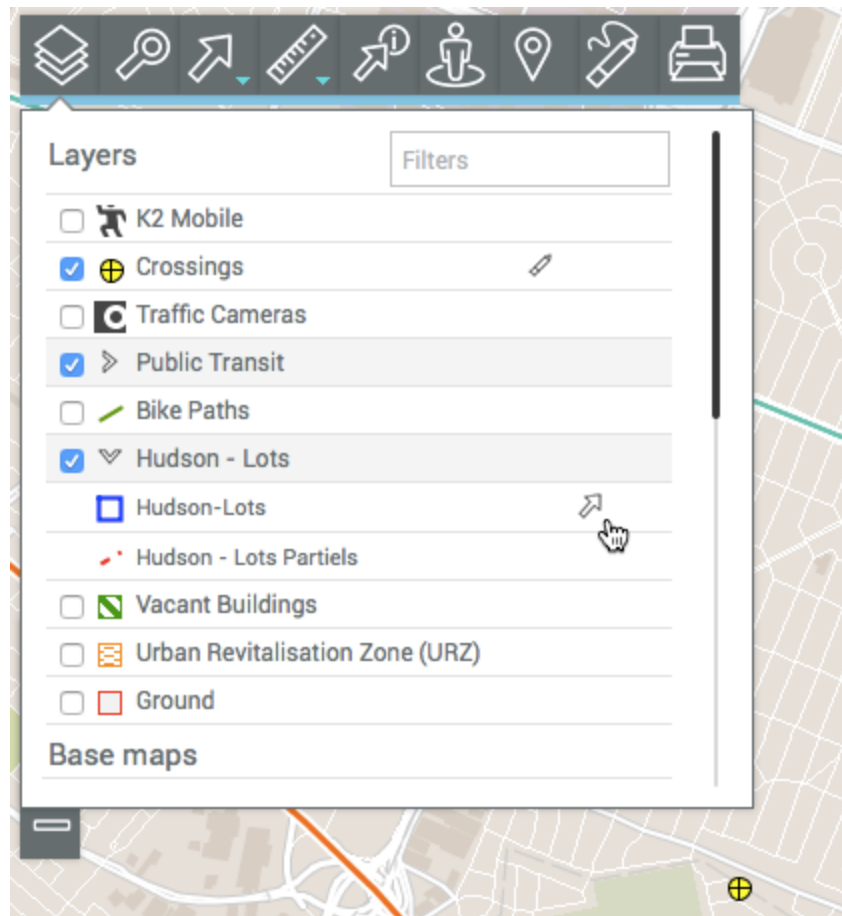 Layers
Filters
K2 Mobile
Crossings
Traffic Cameras
Public Transit
Bike Paths
Hudson - Lots
Hudson-Lots
Hudson - Lots Partiels
Vacant Buildings
Urban Revitalisation Zone (URZ)
Ground
Base maps